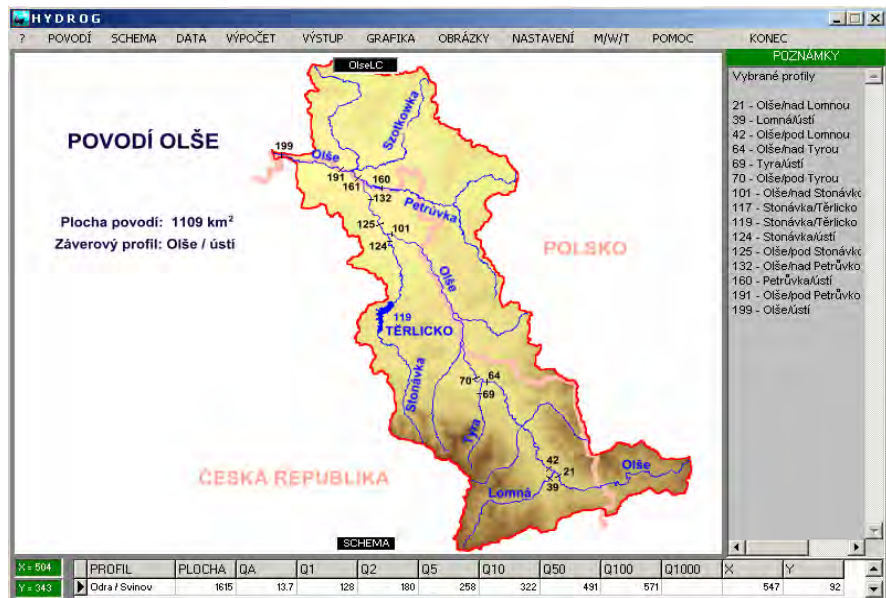 HYDROG
? POVODÍ SCHEMA DATA VÝPOČET VÝSTUP GRAFIKA OBRÁZKY NASTAVENÍ M/W/T POMOC KONEC
OlseLC
POVODÍ OLŠE
Plocha povodí: 1109 km²
Záverový profil: Olše / ústí
199
Olše
Szotkowka
191
161
160
132
Petrůvka
125
101
124
Olše
POLSKO
119
TĚRLICKO
Stonávka
70
64
69
Tyra
ČESKÁ REPUBLIKA
42
21
39
Olše
Lomná
SCHEMA
POZNÁMKY
Vybrané profily
21 - Olše/nad Lomnou
39 - Lomná/ústí
42 - Olše/pod Lomnou
64 - Olše/nad Tyrou
69 - Tyra/ústí
70 - Olše/pod Tyrou
101 - Olše/nad Stonávko
117 - Stonávka/Těrlicko
119 - Stonávka/Těrlicko
124 - Stonávka/ústí
125 - Olše/pod Stonávko
132 - Olše/nad Petrůvko
160 - Petrůvka/ústí
191 - Olše/pod Petrůvko
199 - Olše/ústí
X = 504
PROFIL PLOCHA QA Q1 Q2 Q5 Q10 Q50 Q100 Q1000 X Y
Y = 343
Odra / Svinov 1615 13.7 128 180 258 322 491 571 547 92